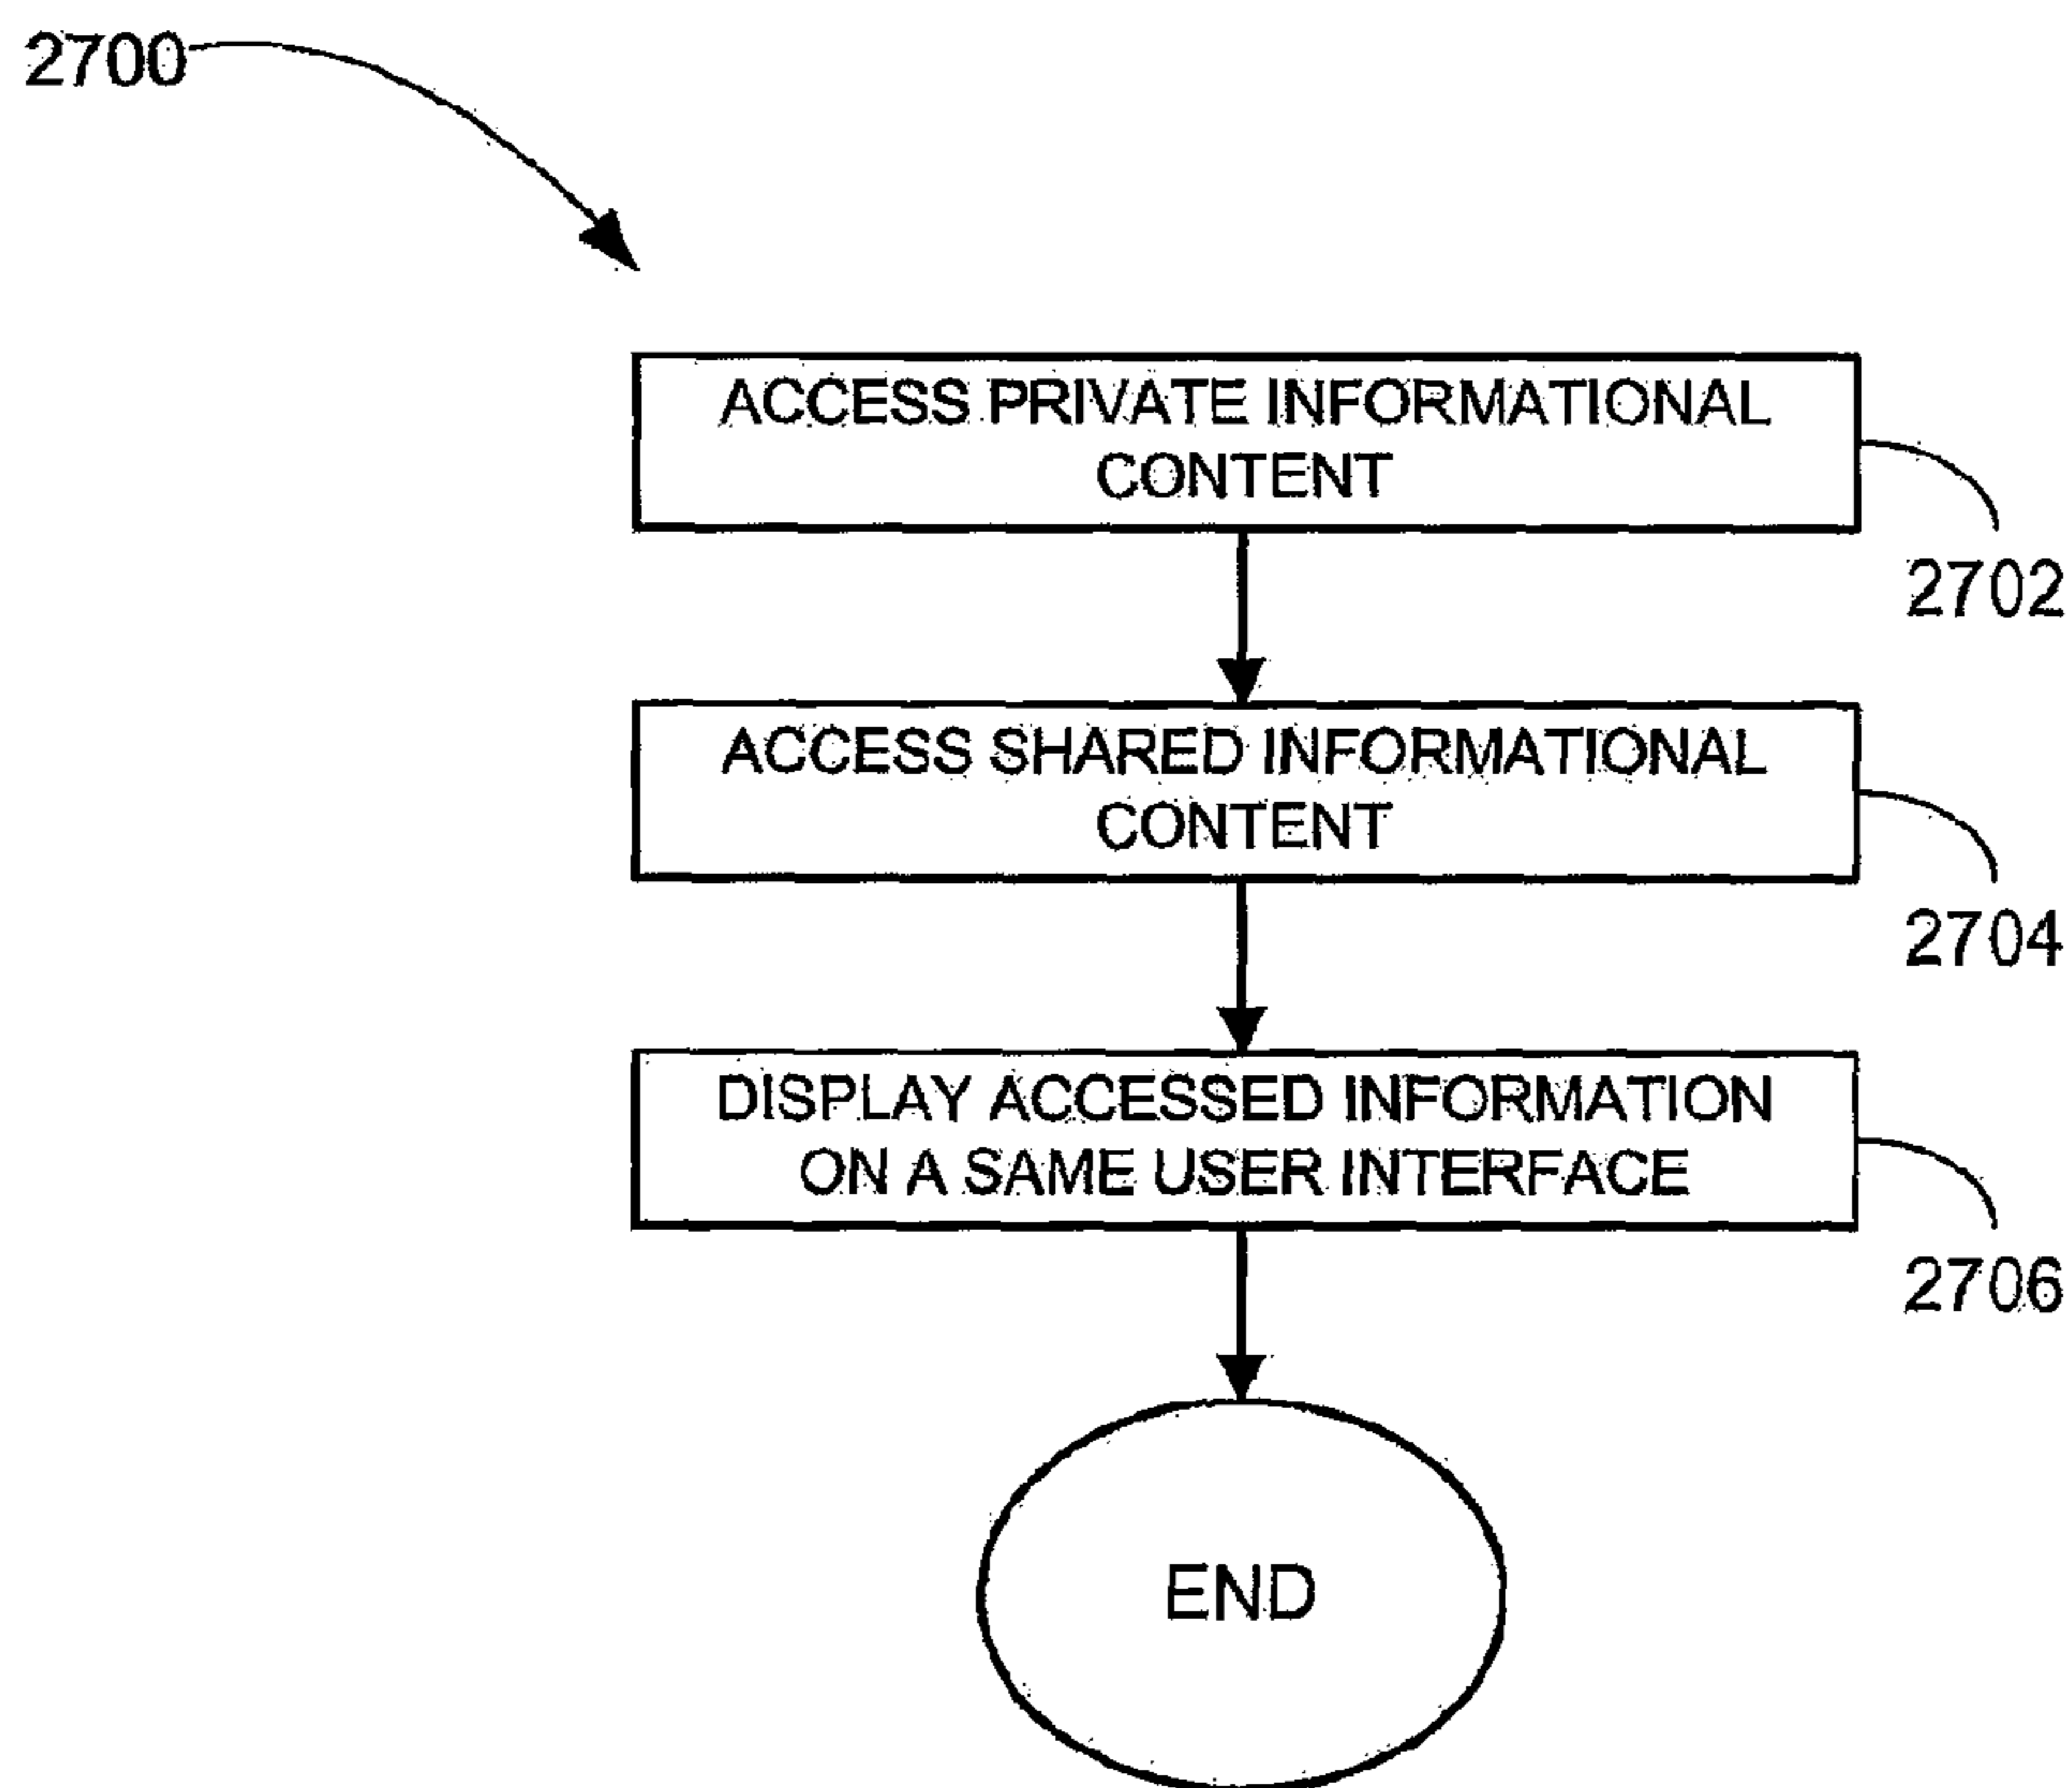 2700
ACCESS PRIVATE INFORMATIONAL
CONTENT
2702
ACCESS SHARED INFORMATIONAL
CONTENT
2704
DISPLAY ACCESSED INFORMATION
ON A SAME USER INTERFACE
2706
END